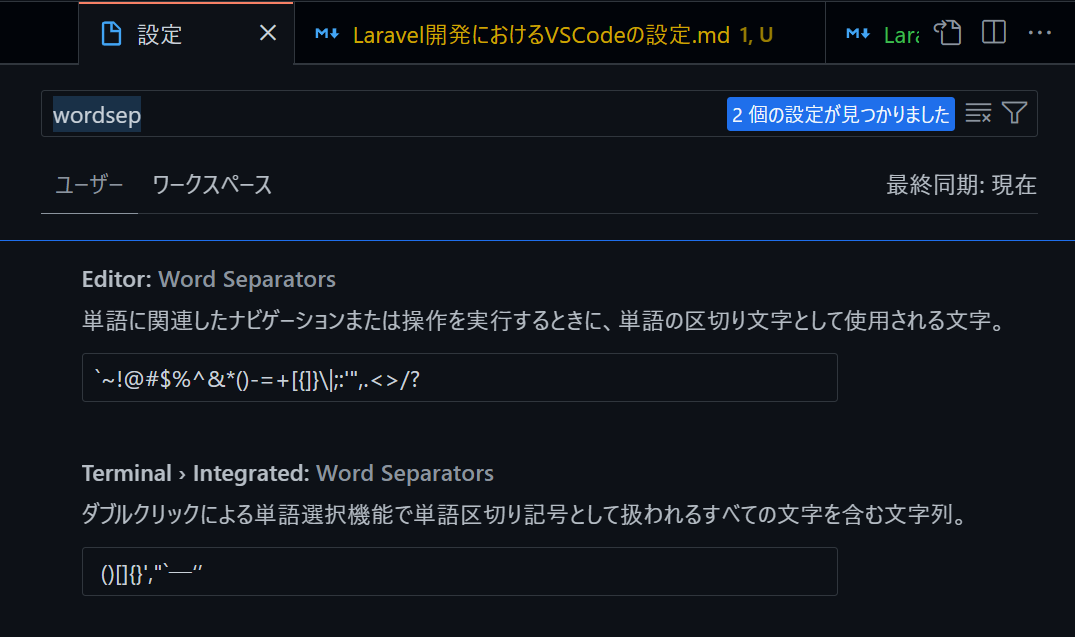 設定
Laravel開発におけるVSCodeの設定.md 1, U
Lara
wordsep
2 個の設定が見つかりました
ユーザー ワークスペース
最終同期: 現在
Editor: Word Separators
単語に関連したナビゲーションまたは操作を実行するときに、単語の区切り文字として使用される文字。
`~!@#$%^&*()-=+[{]}\|;:'",.<>/?
Terminal › Integrated: Word Separators
ダブルクリックによる単語選択機能で単語区切り記号として扱われるすべての文字を含む文字列。
()[]{}',"`─‘’